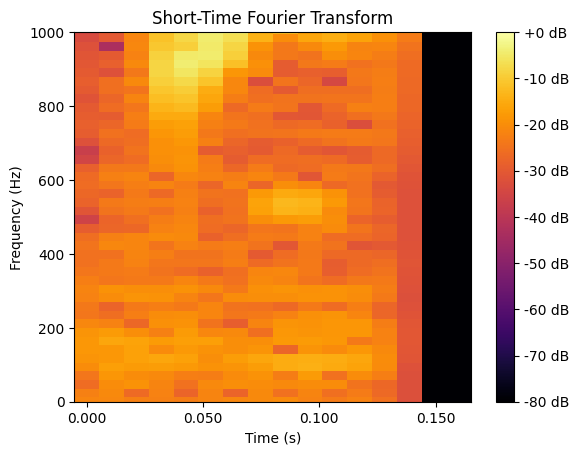 Short-Time Fourier Transform
Frequency (Hz)
1000
800
600
400
200
0
0.000 0.050 0.100 0.150
Time (s)
+0 dB
-10 dB
-20 dB
-30 dB
-40 dB
-50 dB
-60 dB
-70 dB
-80 dB